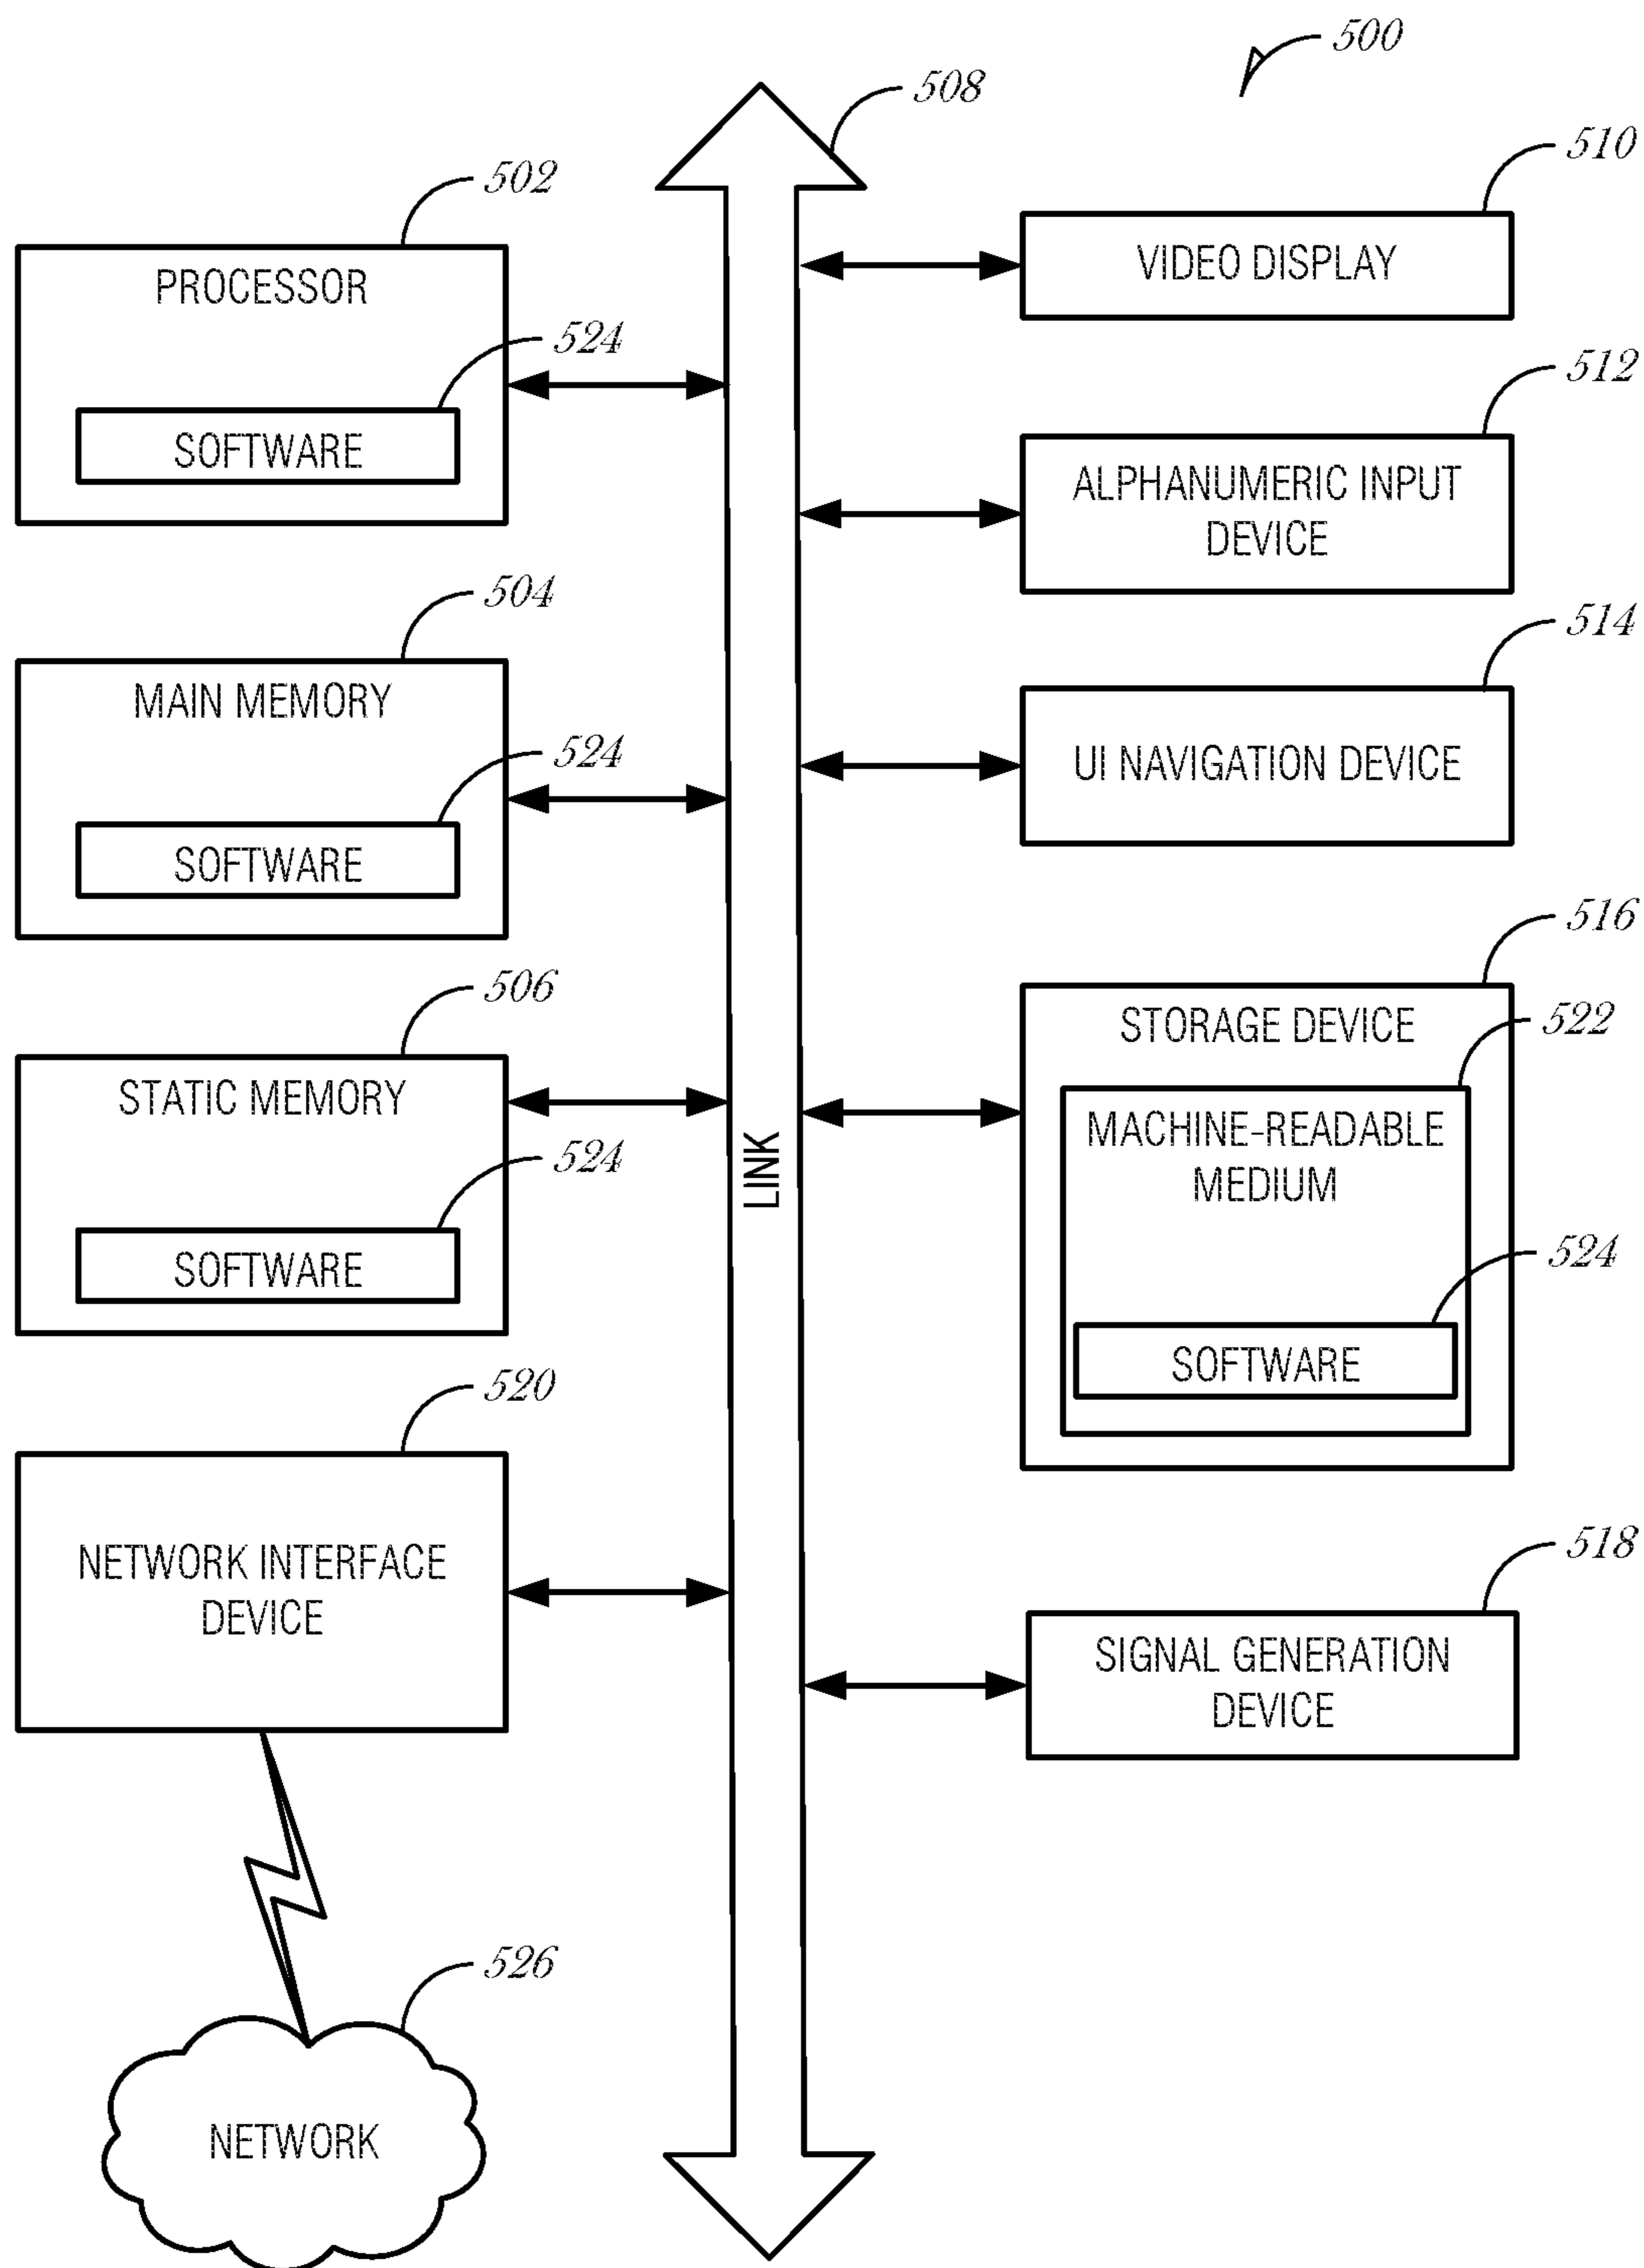 500
508
502
PROCESSOR
524
SOFTWARE
504
MAIN MEMORY
524
SOFTWARE
506
STATIC MEMORY
524
SOFTWARE
520
NETWORK INTERFACE
DEVICE
526
NETWORK
LINK
510
VIDEO DISPLAY
512
ALPHANUMERIC INPUT
DEVICE
514
UI NAVIGATION DEVICE
516
STORAGE DEVICE
522
MACHINE-READABLE
MEDIUM
524
SOFTWARE
518
SIGNAL GENERATION
DEVICE